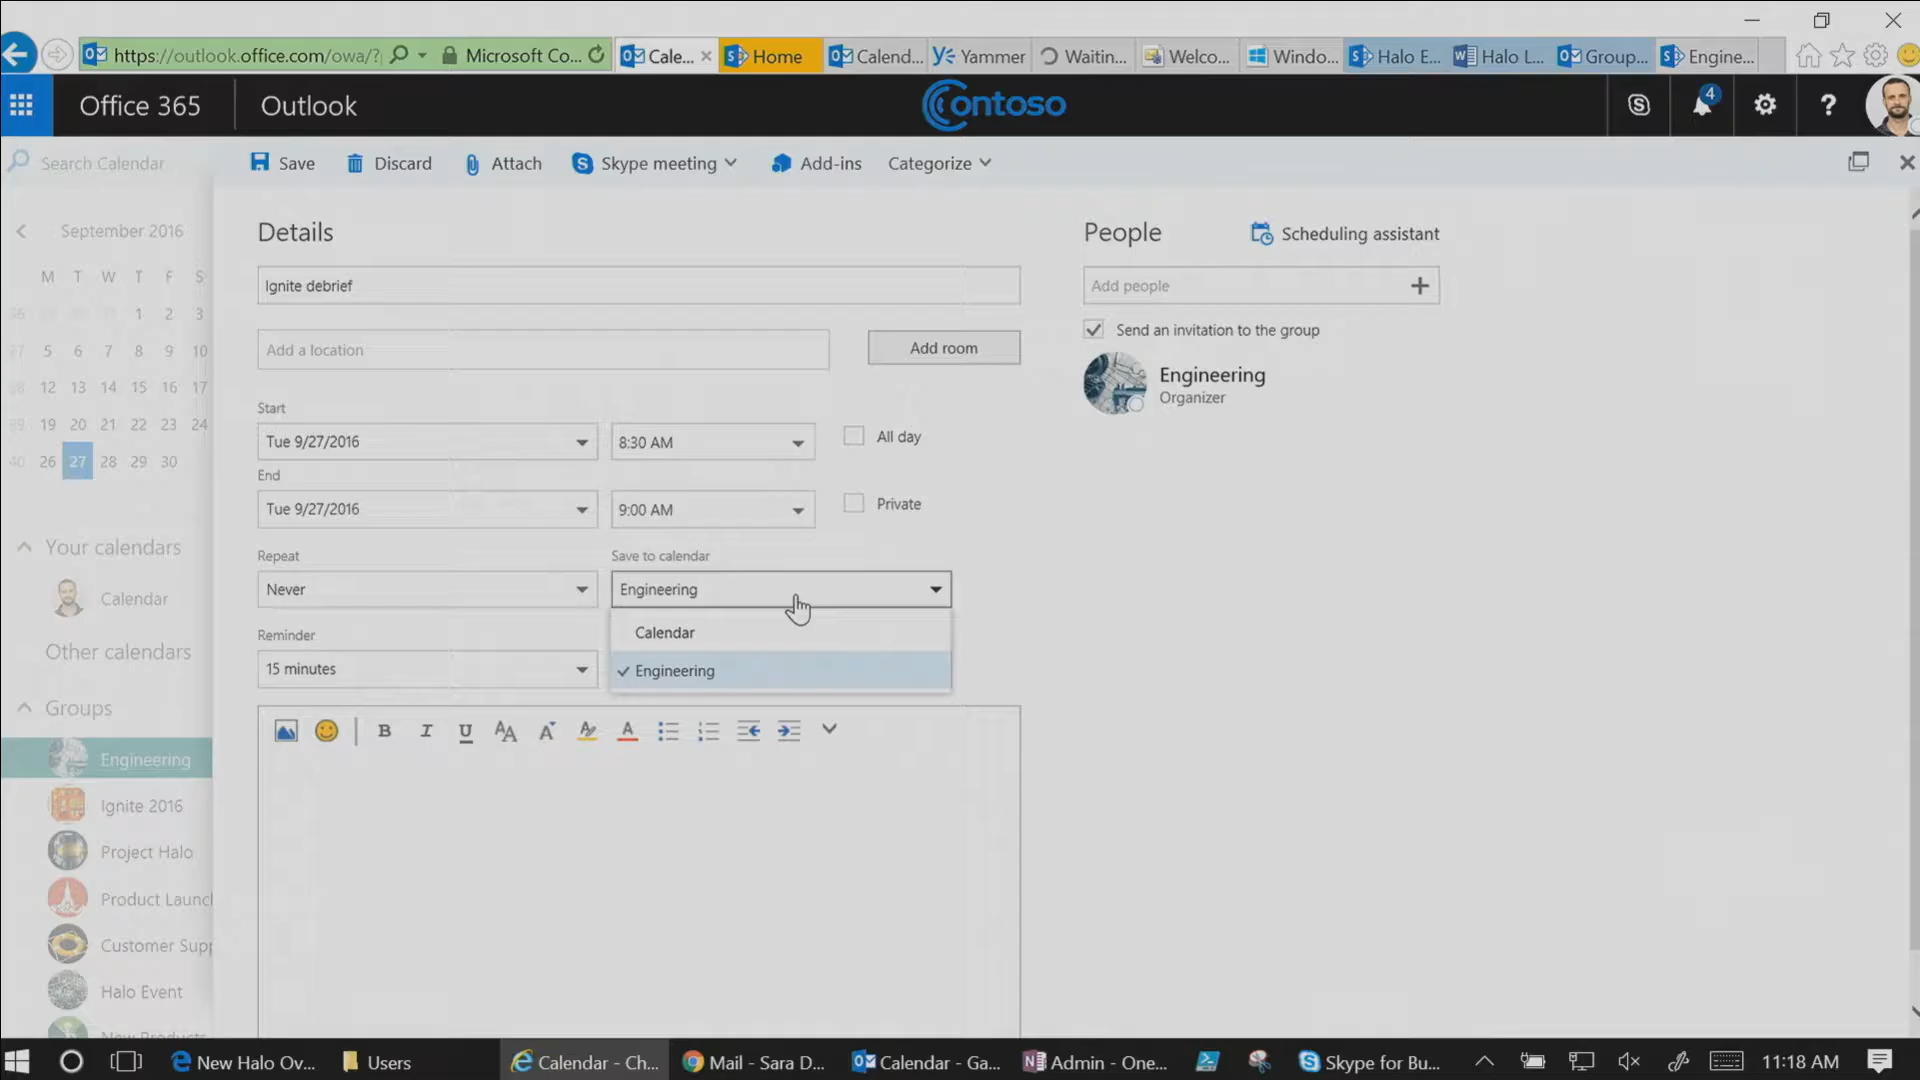 https://outlook.office.com/owa/?
Microsoft Co...
Cale...
Home
Calend...
Yammer
Waitin...
Welco...
Windo...
Halo E...
Halo L...
Group...
Engine...
Office 365
Outlook
Contoso
4
?
Search Calendar
Save
Discard
Attach
Skype meeting
Add-ins
Categorize
September 2016
M T W T F S
1 2 3
5 6 7 8 9 10
12 13 14 15 16 17
19 20 21 22 23 24
40 26 27 28 29 30
Your calendars
Calendar
Other calendars
Groups
Engineering
Ignite 2016
Project Halo
Product Launc
Customer Supp
Halo Event
New Products
Details
Ignite debrief
Add a location
Add room
Start
Tue 9/27/2016
8:30 AM
All day
End
Tue 9/27/2016
9:00 AM
Private
Repeat
Save to calendar
Never
Engineering
Calendar
Engineering
Reminder
15 minutes
B I U AA A A
People
Scheduling assistant
Add people
Send an invitation to the group
Engineering
Organizer
New Halo Ov...
Users
Calendar - Ch...
Mail - Sara D...
Calendar - Ga...
Admin - One...
Skype for Bu...
11:18 AM